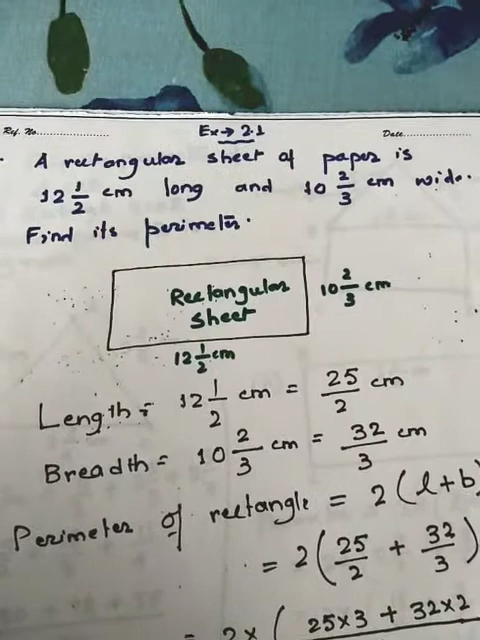 Ref. No.....................
Ex → 2.1
Date....................
A rectangular sheet of paper is
12 1/2 cm long and 10 2/3 cm wide.
Find its perimeter.
Rectangular
sheet
10 2/3 cm
12 1/2 cm
Length = 12 1/2 cm = 25/2 cm
Breadth = 10 2/3 cm = 32/3 cm
Perimeter of rectangle = 2(l+b)
= 2(25/2 + 32/3)
= 2×( 25×3 + 32×2